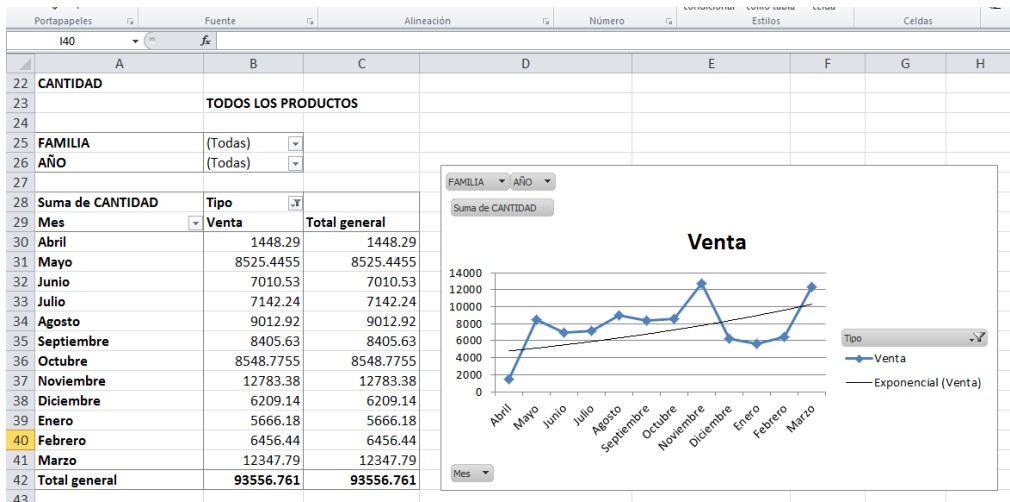 condicional como tabla celda
Portapapeles Fuente Alineación Número Estilos Celdas
I40 fx
A B C D E F G H
22 CANTIDAD
23 TODOS LOS PRODUCTOS
24
25 FAMILIA (Todas)
26 AÑO (Todas)
27
28 Suma de CANTIDAD Tipo
29 Mes Venta Total general
30 Abril 1448.29 1448.29
31 Mayo 8525.4455 8525.4455
32 Junio 7010.53 7010.53
33 Julio 7142.24 7142.24
34 Agosto 9012.92 9012.92
35 Septiembre 8405.63 8405.63
36 Octubre 8548.7755 8548.7755
37 Noviembre 12783.38 12783.38
38 Diciembre 6209.14 6209.14
39 Enero 5666.18 5666.18
40 Febrero 6456.44 6456.44
41 Marzo 12347.79 12347.79
42 Total general 93556.761 93556.761
43
FAMILIA AÑO
Suma de CANTIDAD
Venta
14000
12000
10000
8000
6000
4000
2000
0
Abril Mayo Junio Julio Agosto Septiembre Octubre Noviembre Diciembre Enero Febrero Marzo
Tipo
Venta
Exponencial (Venta)
Mes